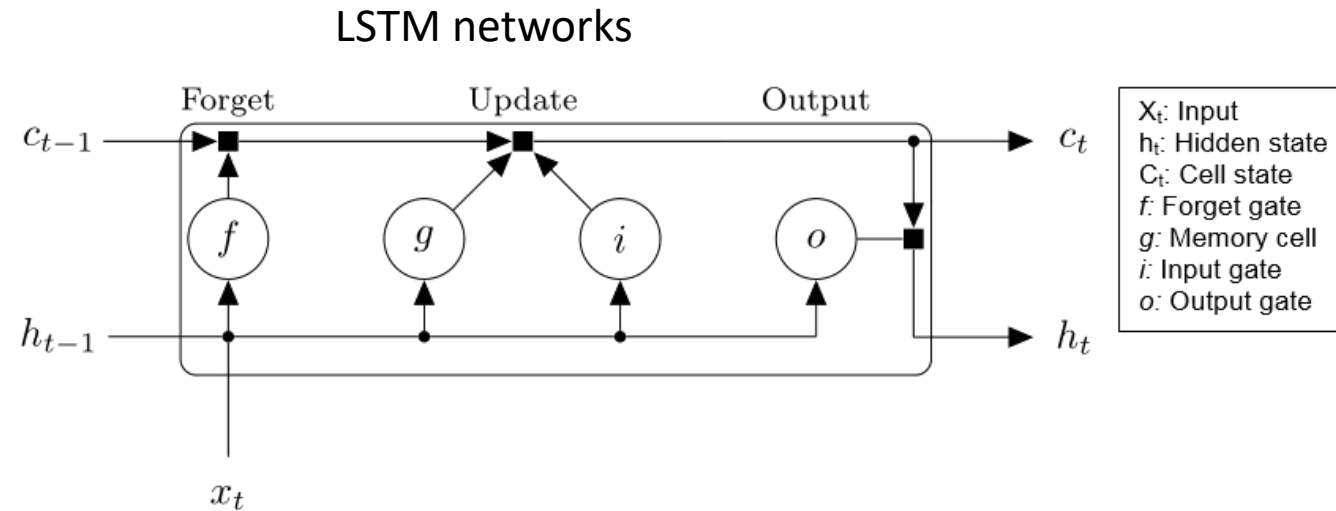 LSTM networks
Forget Update Output
c_{t-1}
c_t
f
g
i
o
h_{t-1}
h_t
x_t
X_t: Input
h_t: Hidden state
C_t: Cell state
f: Forget gate
g: Memory cell
i: Input gate
o: Output gate